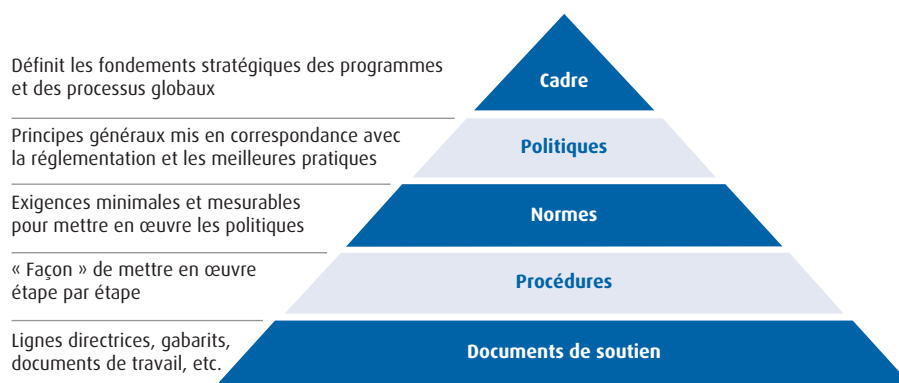 Définit les fondements stratégiques des programmes
et des processus globaux
Cadre
Principes généraux mis en correspondance avec
la réglementation et les meilleures pratiques
Politiques
Exigences minimales et mesurables
pour mettre en œuvre les politiques
Normes
« Façon » de mettre en œuvre
étape par étape
Procédures
Lignes directrices, gabarits,
documents de travail, etc.
Documents de soutien